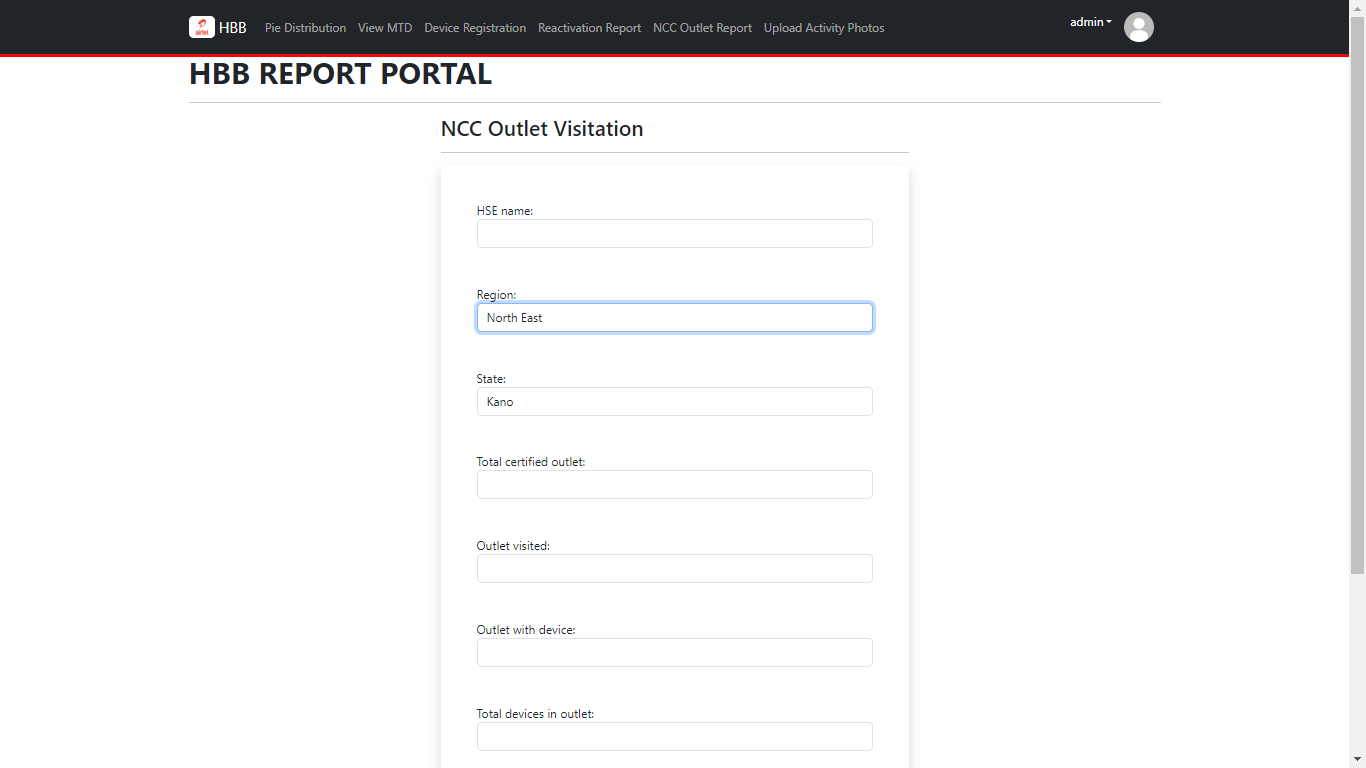 airtel HBB Pie Distribution View MTD Device Registration Reactivation Report NCC Outlet Report Upload Activity Photos admin
HBB REPORT PORTAL
NCC Outlet Visitation
HSE name:
Region:
North East
State:
Kano
Total certified outlet:
Outlet visited:
Outlet with device:
Total devices in outlet: